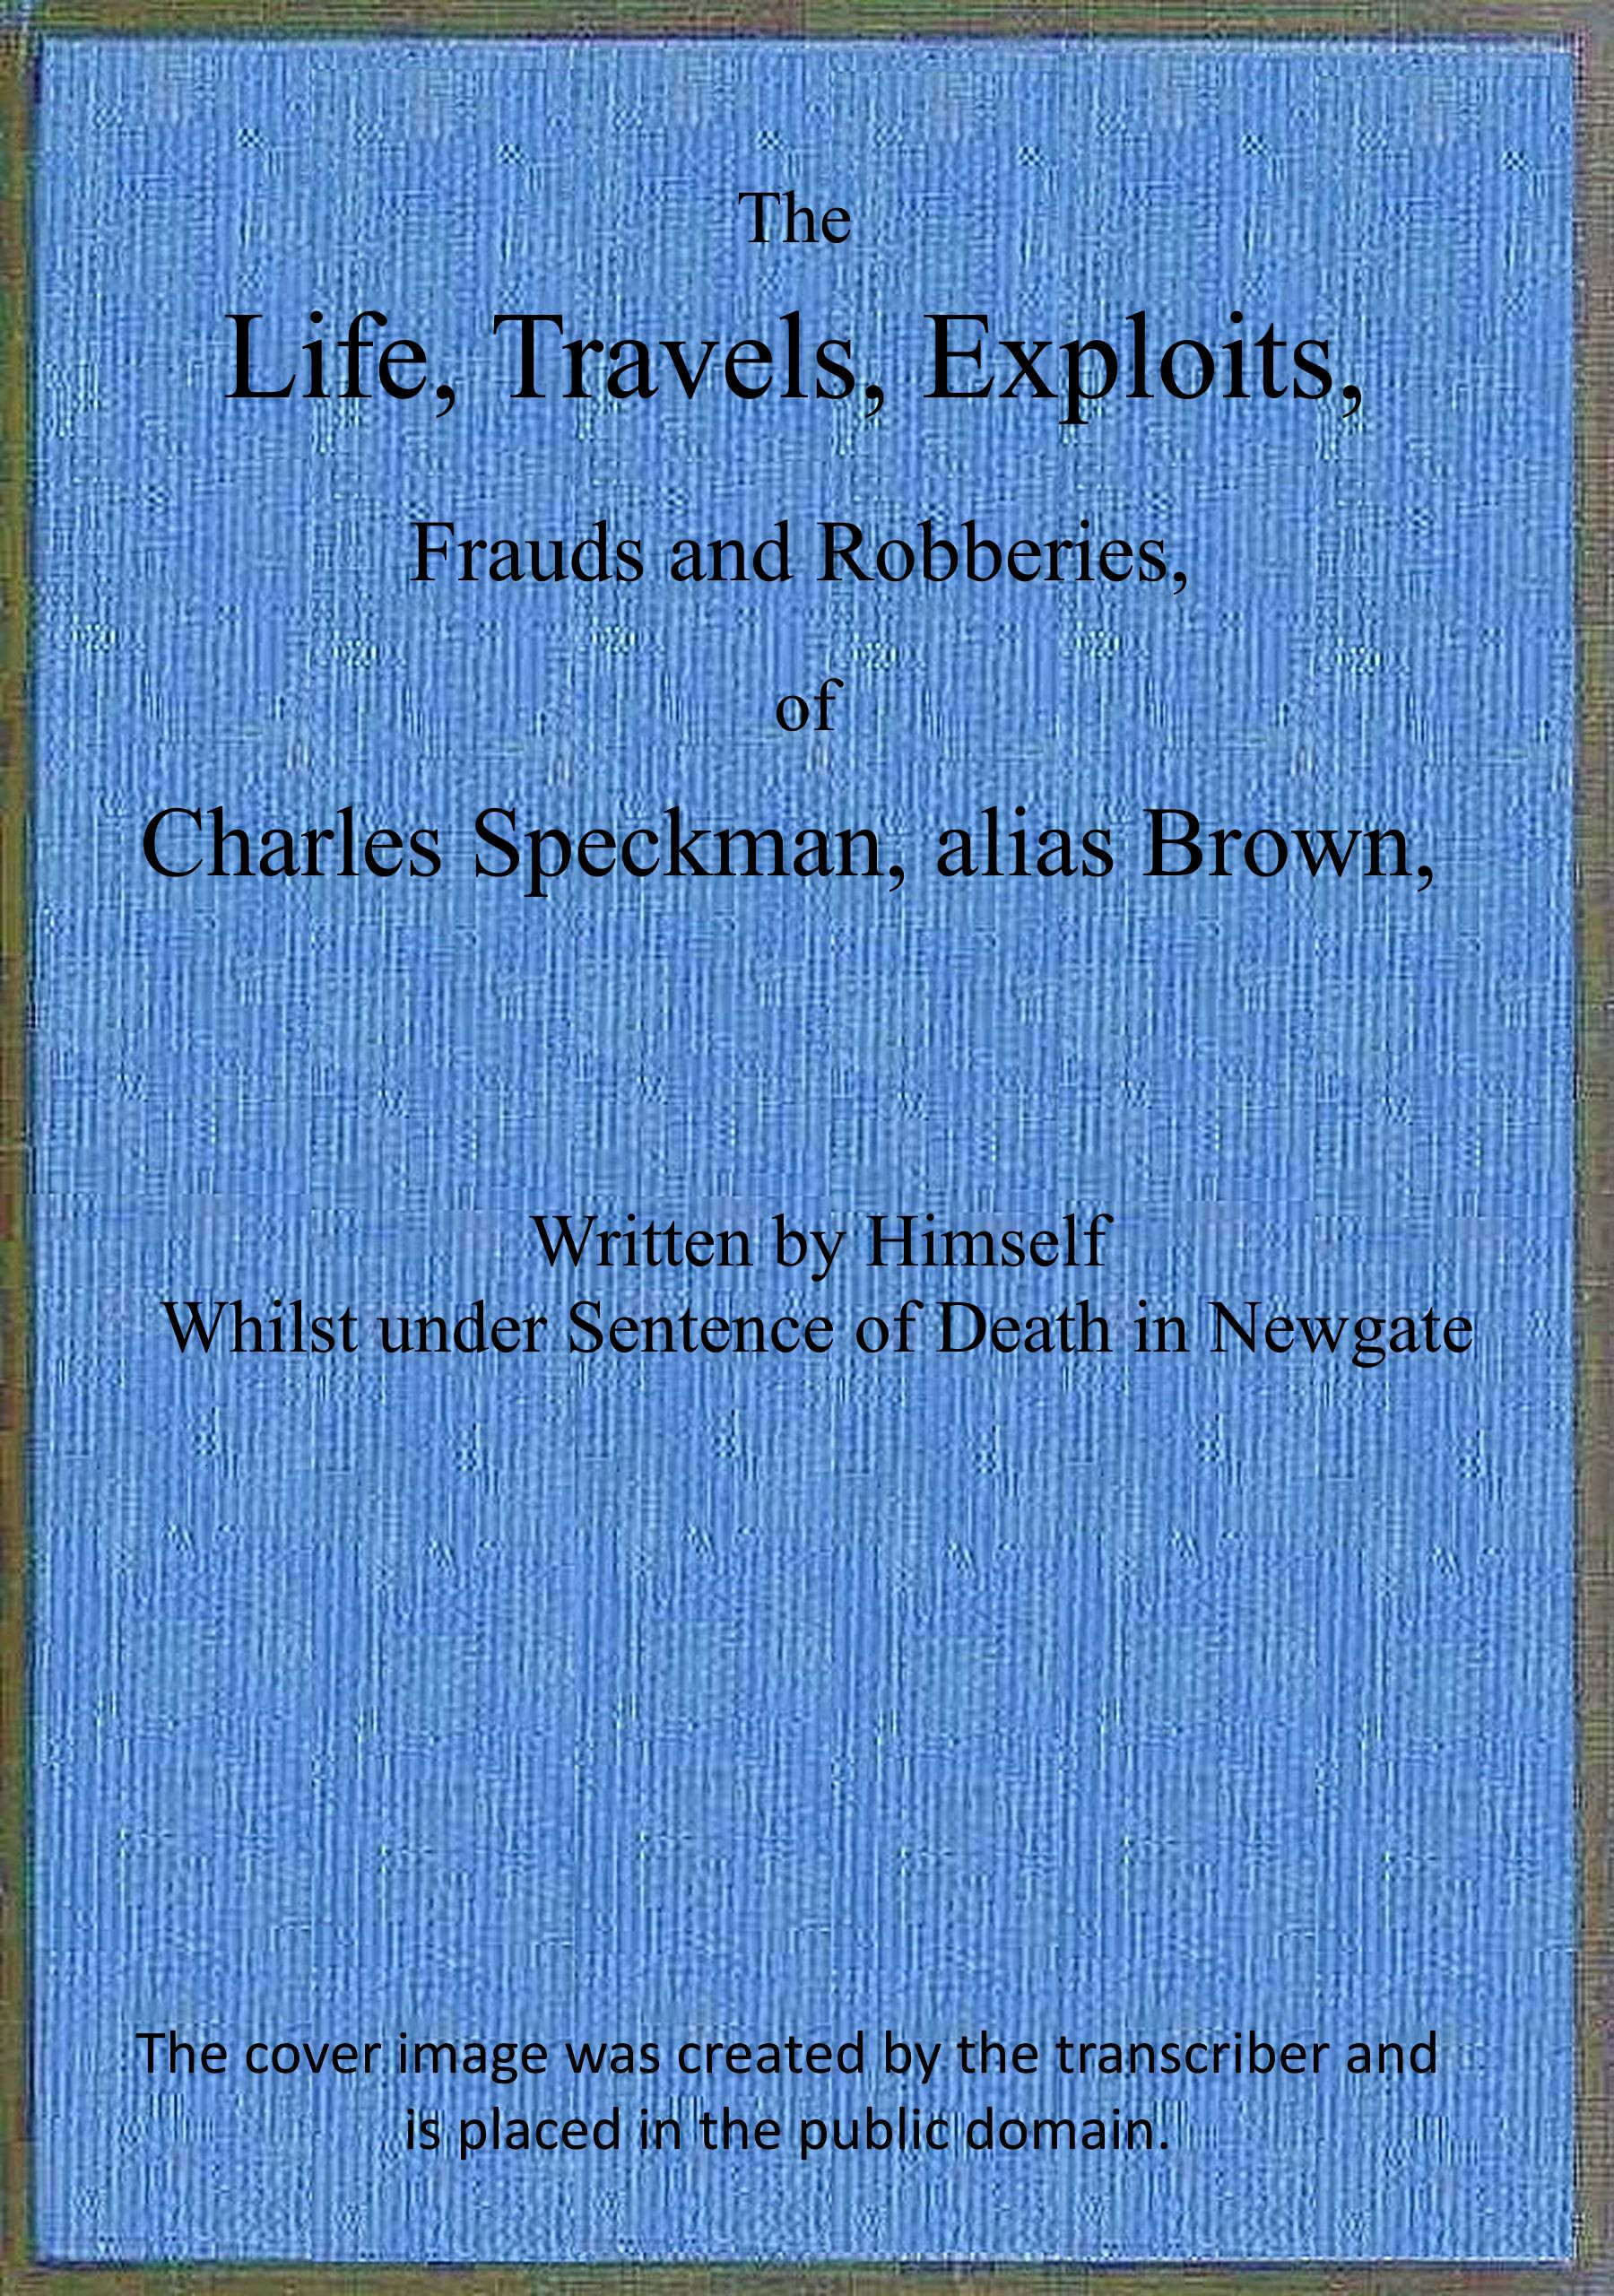 The
Life, Travels, Exploits,
Frauds and Robberies,
of
Charles Speckman, alias Brown,
Written by Himself
Whilst under Sentence of Death in Newgate
The cover image was created by the transcriber and
is placed in the public domain.